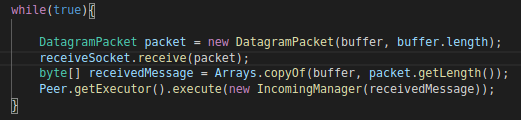 while(true){
DatagramPacket packet = new DatagramPacket(buffer, buffer.length);
receiveSocket.receive(packet);
byte[] receivedMessage = Arrays.copyOf(buffer, packet.getLength());
Peer.getExecutor().execute(new IncomingManager(receivedMessage));
}